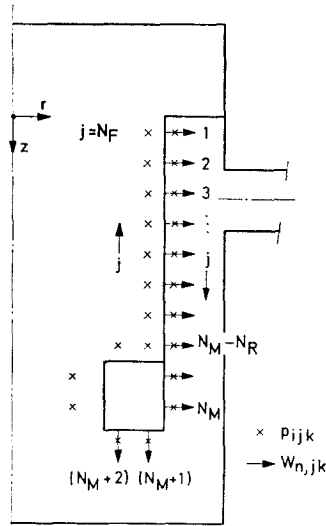 r
z
j=N_F
1
2
3
⋮
j
j
N_M-N_R
N_M
(N_M+2) (N_M+1)
× p_ijk
→ W_n,jk